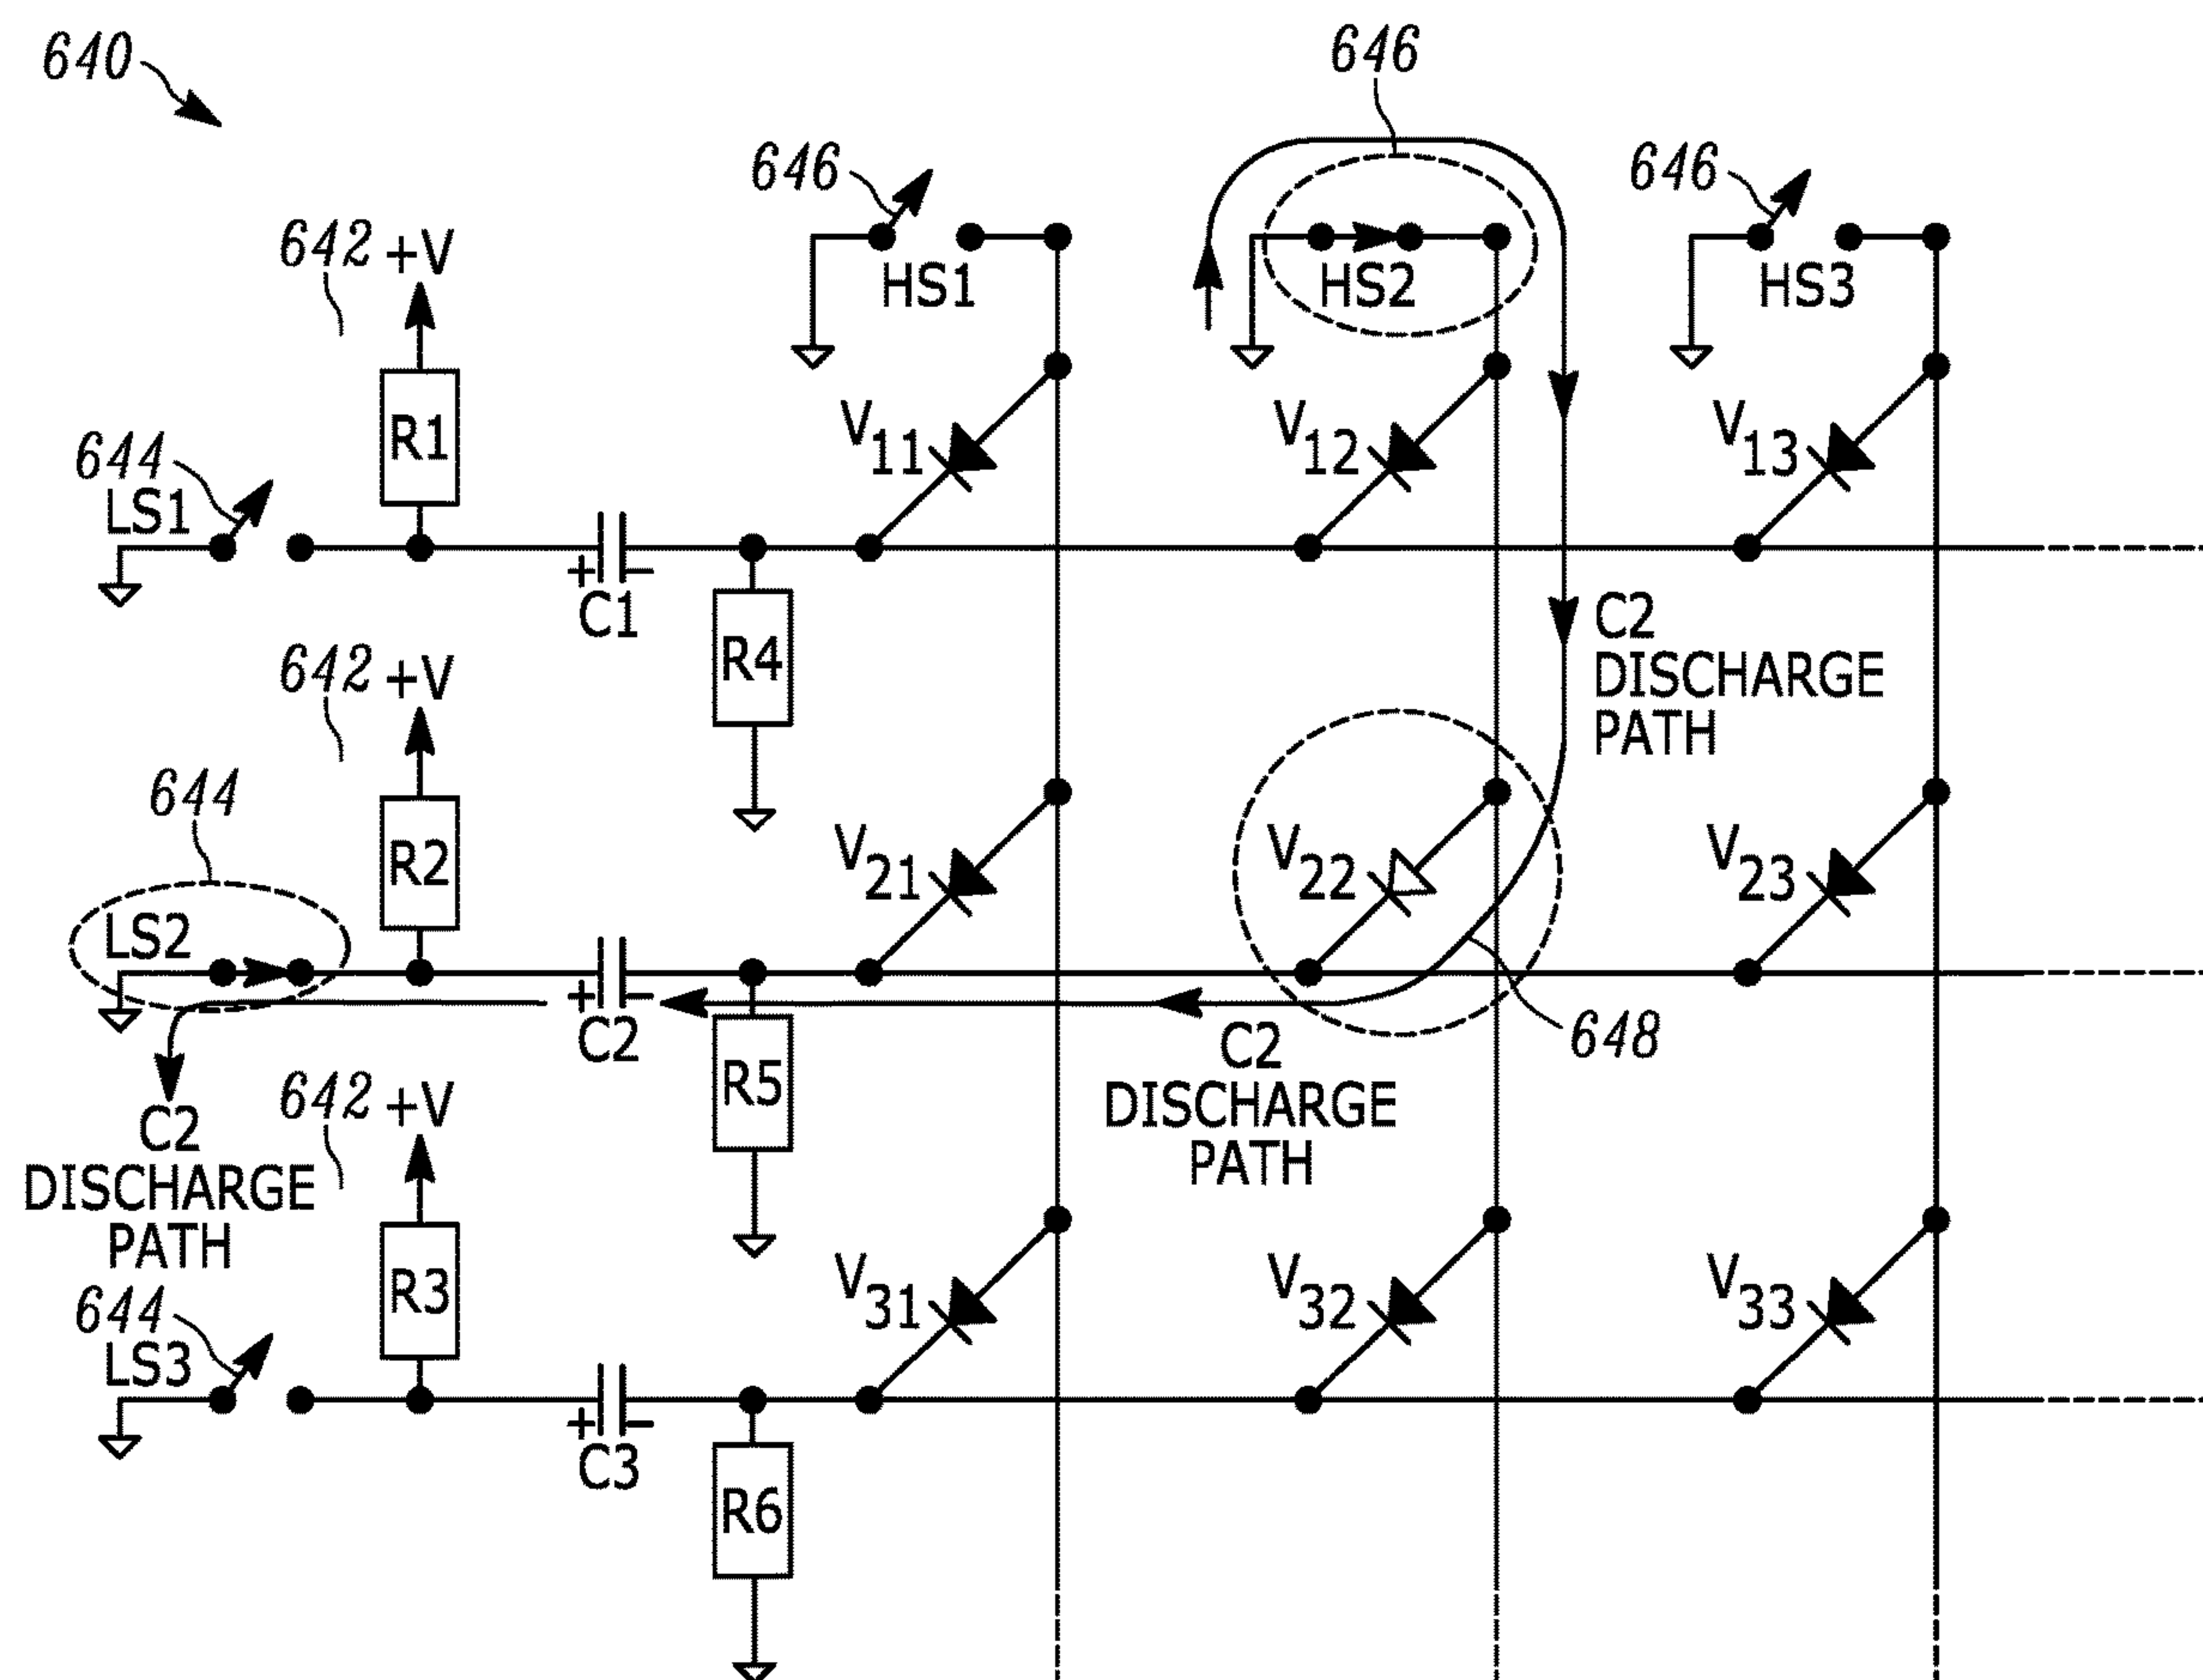 640
646
646
646
642 +V
HS1
HS2
HS3
R1
V11
V12
V13
644
LS1
+ -
C1
R4
C2
DISCHARGE
PATH
642 +V
644
R2
V21
V22
V23
LS2
+ -
C2
R5
C2
DISCHARGE
PATH
648
642 +V
C2
DISCHARGE
PATH
R3
V31
V32
V33
644
LS3
+ -
C3
R6